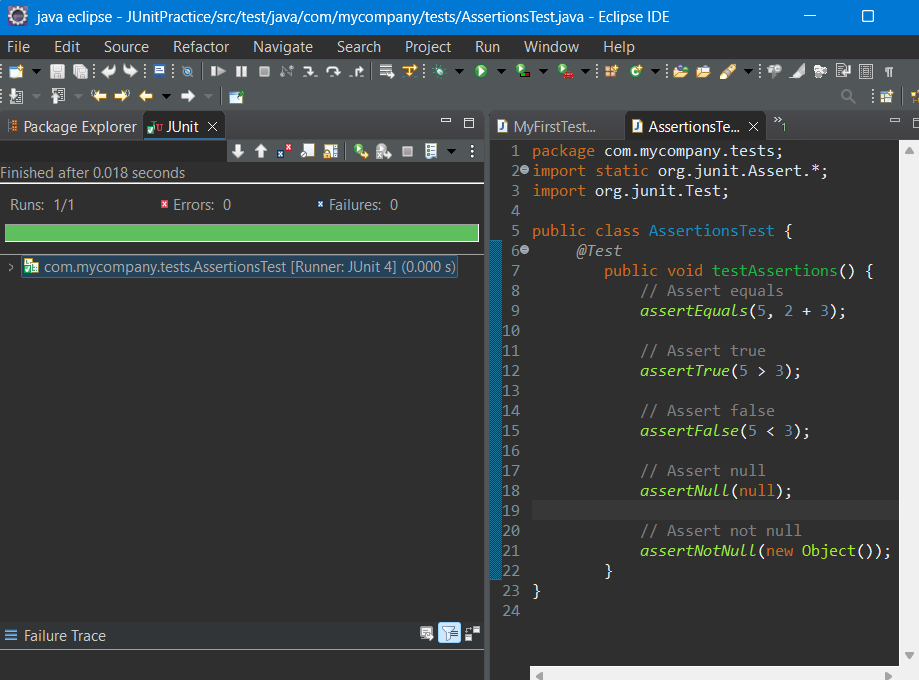 java eclipse - JUnitPractice/src/test/java/com/mycompany/tests/AssertionsTest.java - Eclipse IDE
File Edit Source Refactor Navigate Search Project Run Window Help
Package Explorer JUnit
Finished after 0.018 seconds
Runs: 1/1 Errors: 0 Failures: 0
com.mycompany.tests.AssertionsTest [Runner: JUnit 4] (0.000 s)
Failure Trace
MyFirstTest... AssertionsTe... »1
1 package com.mycompany.tests;
2 import static org.junit.Assert.*;
3 import org.junit.Test;
4
5 public class AssertionsTest {
6 @Test
7 public void testAssertions() {
8 // Assert equals
9 assertEquals(5, 2 + 3);
10
11 // Assert true
12 assertTrue(5 > 3);
13
14 // Assert false
15 assertFalse(5 < 3);
16
17 // Assert null
18 assertNull(null);
19
20 // Assert not null
21 assertNotNull(new Object());
22 }
23 }
24